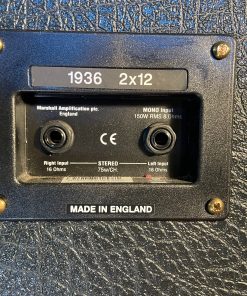 1936 2x12
Marshall Amplification plc.
England
MONO Input
150W RMS 8 Ohms
CE
Right Input
16 Ohms
STEREO
75w/CH.
Left Input
16 Ohms
MADE IN ENGLAND